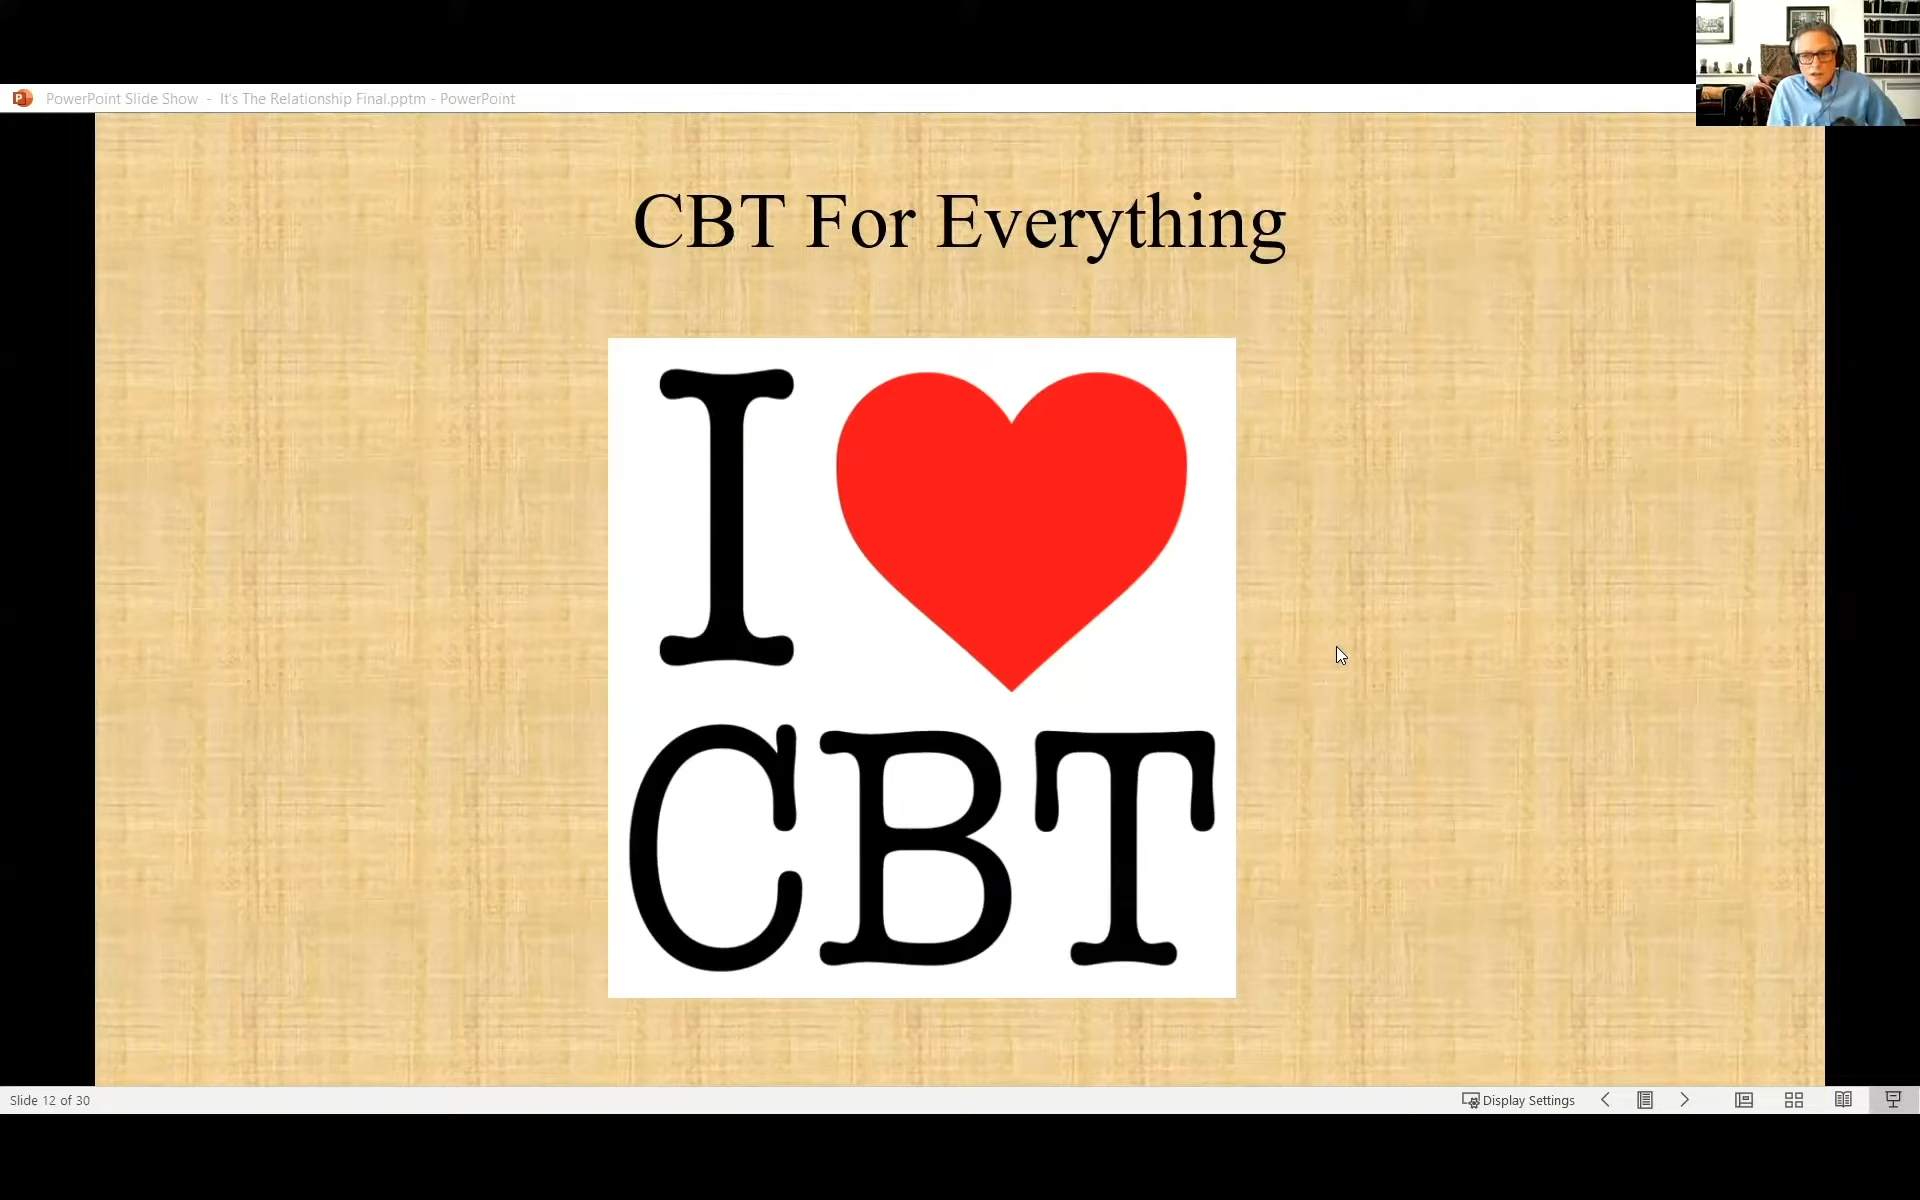 PowerPoint Slide Show - It's The Relationship Final.pptm - PowerPoint
CBT For Everything
I
CBT
Slide 12 of 30
Display Settings